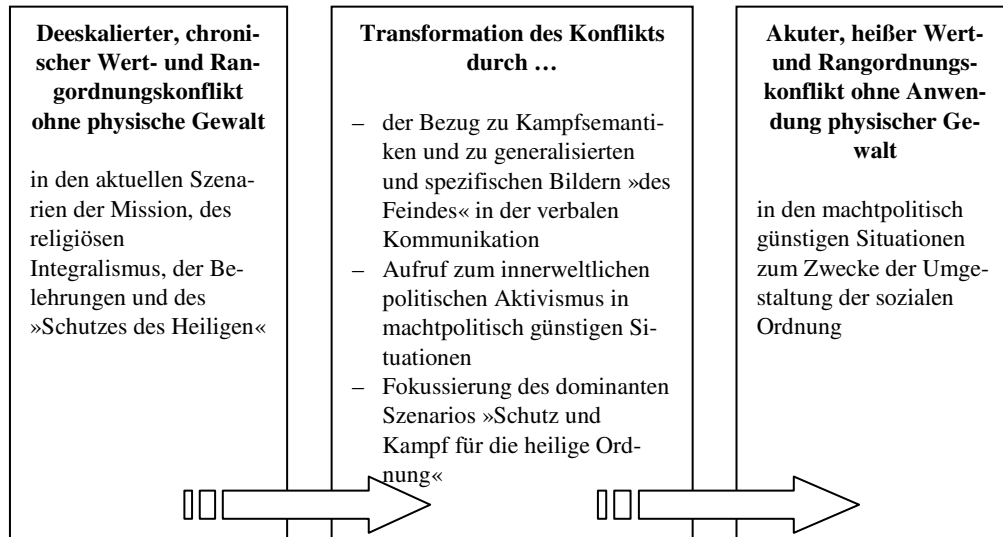 Deeskalierter, chroni-
scher Wert- und Ran-
gordnungskonflikt
ohne physische Gewalt
in den aktuellen Szena-
rien der Mission, des
religiösen
Integralismus, der Be-
lehrungen und des
»Schutzes des Heiligen«
Transformation des Konflikts
durch …
– der Bezug zu Kampfsemanti-
ken und zu generalisierten
und spezifischen Bildern »des
Feindes« in der verbalen
Kommunikation
– Aufruf zum innerweltlichen
politischen Aktivismus in
machtpolitisch günstigen Si-
tuationen
– Fokussierung des dominanten
Szenarios »Schutz und
Kampf für die heilige Ord-
nung«
Akuter, heißer Wert-
und Rangordnungs-
konflikt ohne Anwen-
dung physischer Ge-
walt
in den machtpolitisch
günstigen Situationen
zum Zwecke der Umge-
staltung der sozialen
Ordnung